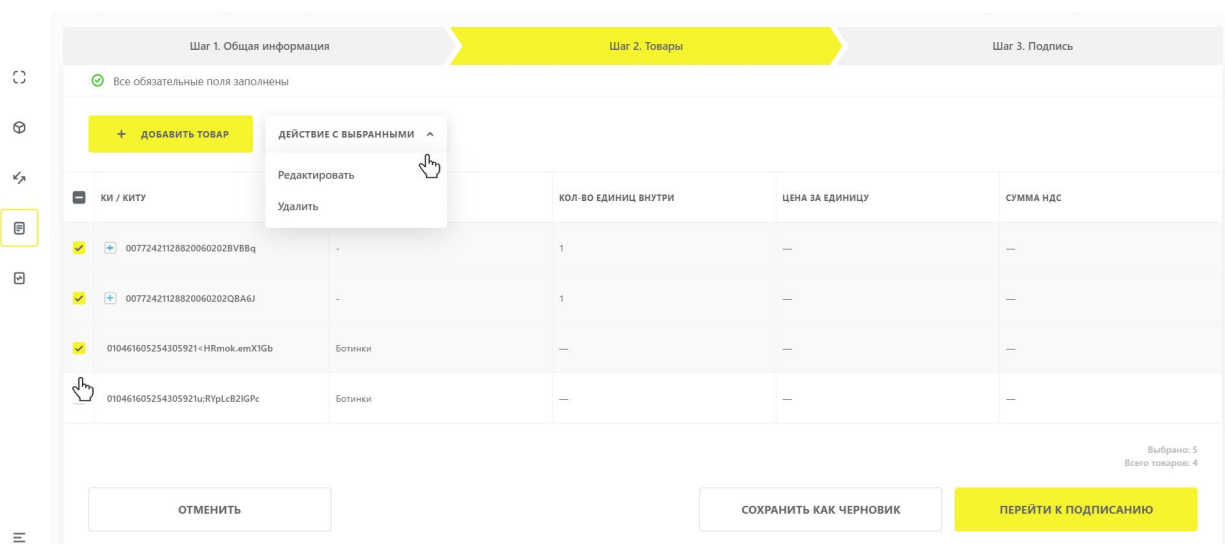 Шаг 1. Общая информация
Шаг 2. Товары
Шаг 3. Подпись
Все обязательные поля заполнены
+ ДОБАВИТЬ ТОВАР
ДЕЙСТВИЕ С ВЫБРАННЫМИ
Редактировать
Удалить
КИ / КИТУ
КОЛ-ВО ЕДИНИЦ ВНУТРИ
ЦЕНА ЗА ЕДИНИЦУ
СУММА НДС
00772421128820060202BVBBq - 1 — —
00772421128820060202QBA6J - 1 — —
010461605254305921<HRmok.emX1Gb Ботинки — — —
010461605254305921u;RYpLcB2IGPc Ботинки — — —
Выбрано: 5
Всего товаров: 4
ОТМЕНИТЬ
СОХРАНИТЬ КАК ЧЕРНОВИК
ПЕРЕЙТИ К ПОДПИСАНИЮ